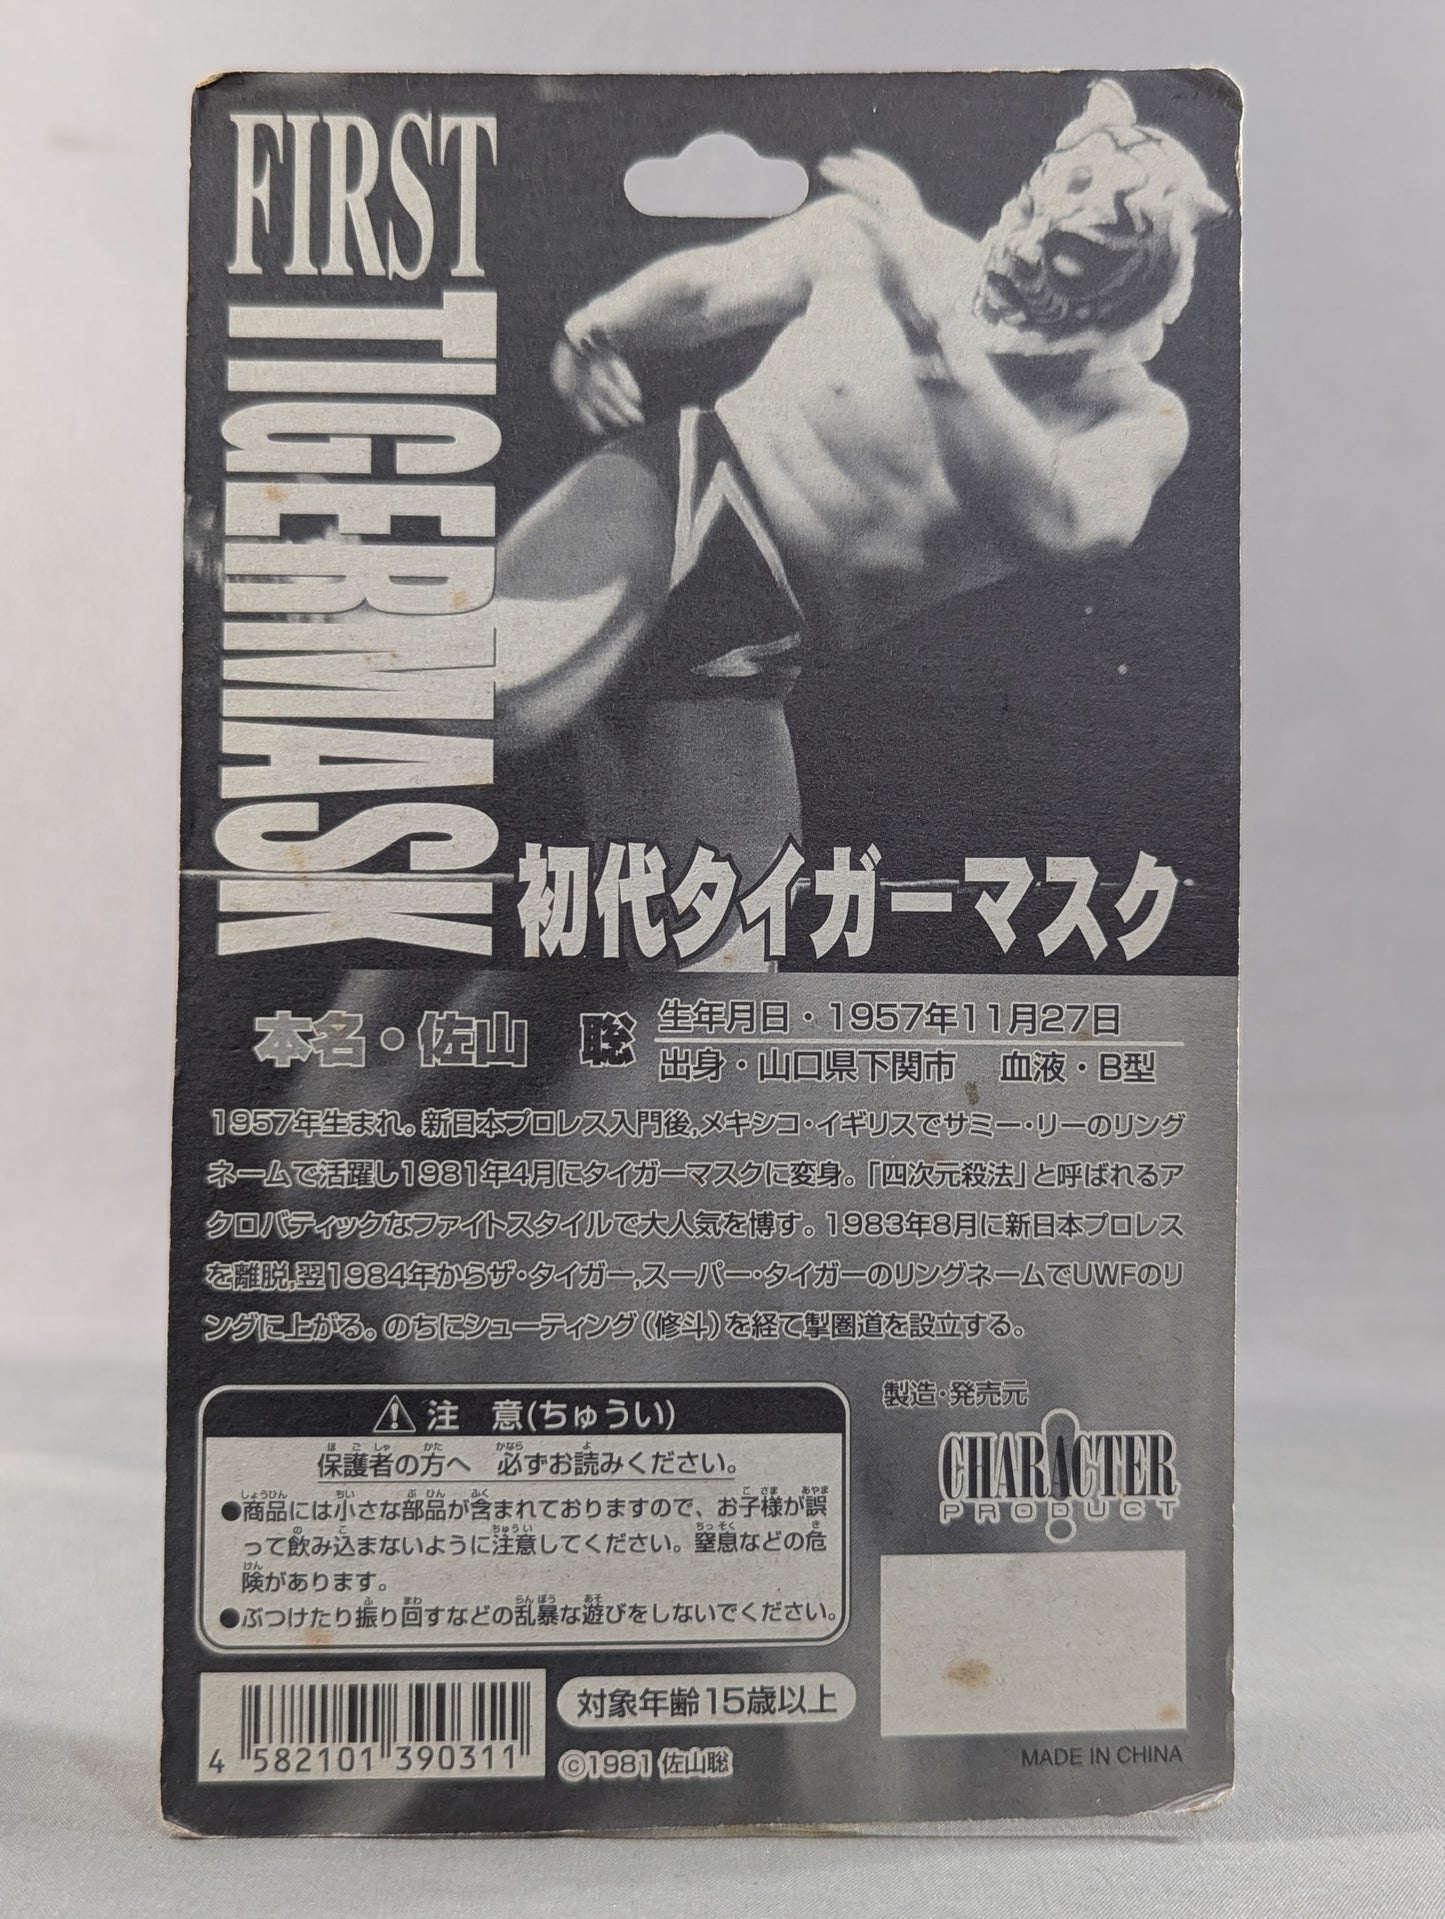 FIRST TIGERMASK
初代タイガーマスク
本名・佐山 聡
生年月日・1957年11月27日
出身・山口県下関市 血液・B型
1957年生まれ。新日本プロレス入門後,メキシコ・イギリスでサミー・リーのリング
ネームで活躍し1981年4月にタイガーマスクに変身。「四次元殺法」と呼ばれるア
クロバティックなファイトスタイルで大人気を博す。1983年8月に新日本プロレス
を離脱,翌1984年からザ・タイガー,スーパー・タイガーのリングネームでUWFのリ
ングに上がる。のちにシューティング(修斗)を経て掣圏道を設立する。
注 意(ちゅうい)
保護者の方へ 必ずお読みください。
●商品には小さな部品が含まれておりますので、お子様が誤
って飲み込まないように注意してください。窒息などの危
険があります。
●ぶつけたり振り回すなどの乱暴な遊びをしないでください。
製造・発売元
CHARACTER
PRODUCT
対象年齢15歳以上
4 582101 390311
©1981 佐山聡
MADE IN CHINA